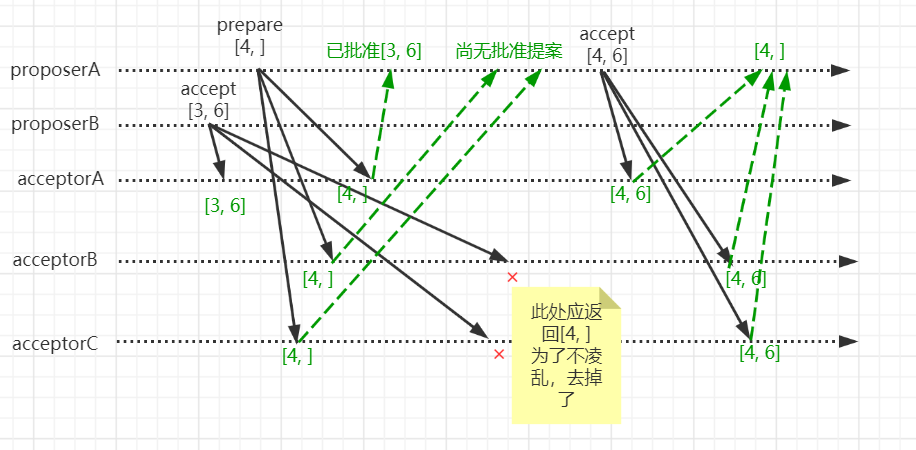 prepare
[4, ]
已批准[3, 6]
尚无批准提案
accept
[4, 6]
[4, ]
proposerA
accept
[3, 6]
proposerB
acceptorA
[3, 6]
[4, ]
[4, 6]
acceptorB
[4, ]
×
[4, 6]
此处应返
回[4, ]
为了不凌
乱，去掉
了
acceptorC
[4, ]
×
[4, 6]